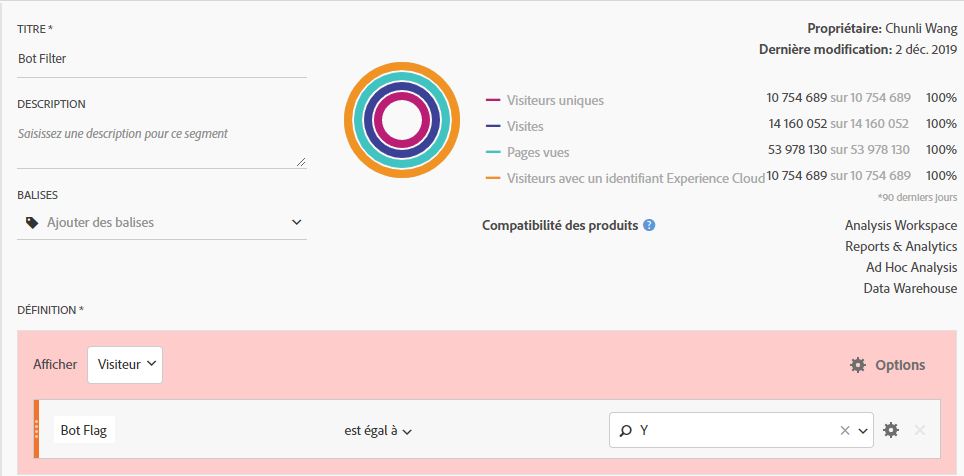 TITRE *
Bot Filter
DESCRIPTION
Saisissez une description pour ce segment
BALISES
Ajouter des balises
Propriétaire: Chunli Wang
Dernière modification: 2 déc. 2019
Visiteurs uniques 10 754 689 sur 10 754 689 100%
Visites 14 160 052 sur 14 160 052 100%
Pages vues 53 978 130 sur 53 978 130 100%
Visiteurs avec un identifiant Experience Cloud 10 754 689 sur 10 754 689 100%
*90 derniers jours
Compatibilité des produits ? Analysis Workspace
Reports & Analytics
Ad Hoc Analysis
Data Warehouse
DÉFINITION *
Afficher Visiteur Options
Bot Flag est égal à Y